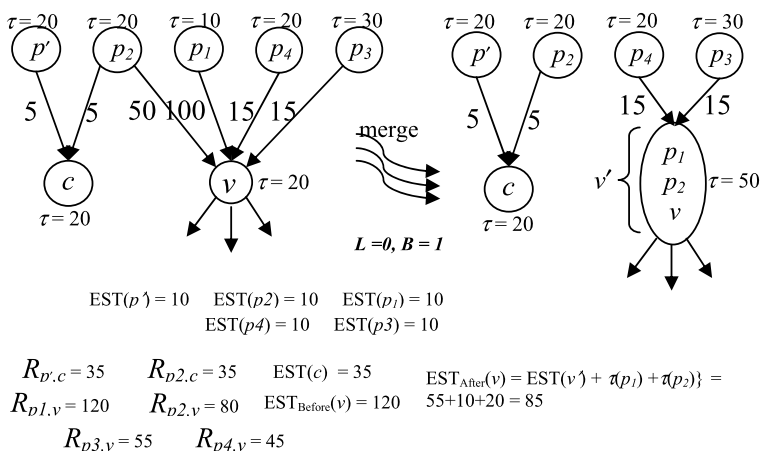 τ= 20 τ= 20 τ= 10 τ= 20 τ= 30 τ= 20 τ= 20 τ= 20 τ= 30
p′ p2 p1 p4 p3 p′ p2 p4 p3
5 5 50 100 15 15 5 5 15 15
merge
c v τ= 20 c v′ p1 τ= 50
p2
v
τ= 20 τ= 20
L =0, B = 1
EST(p′) = 10 EST(p2) = 10 EST(p1) = 10
EST(p4) = 10 EST(p3) = 10
Rp′,c = 35 Rp2,c = 35 EST(c) = 35
Rp1,v = 120 Rp2,v = 80 ESTBefore(v) = 120
Rp3,v = 55 Rp4,v = 45
ESTAfter(v) = EST(v′) + τ(p1) + τ(p2)} =
55+10+20 = 85